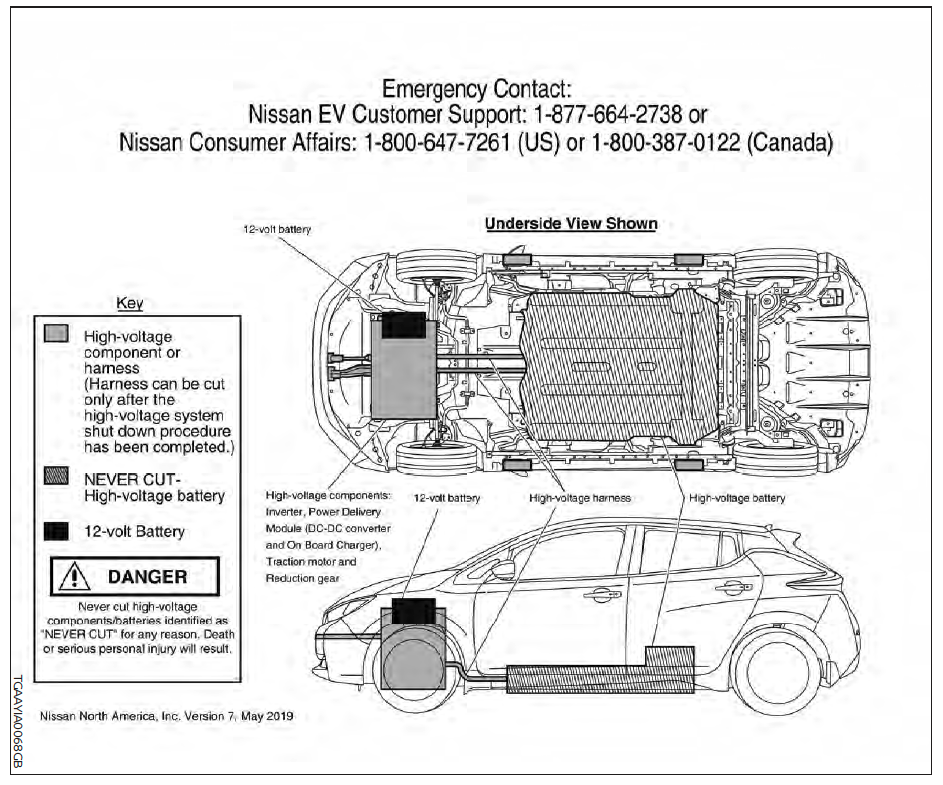 Emergency Contact:
Nissan EV Customer Support: 1-877-664-2738 or
Nissan Consumer Affairs: 1-800-647-7261 (US) or 1-800-387-0122 (Canada)
Underside View Shown
12-volt battery
Key
High-voltage
component or
harness
(Harness can be cut
only after the
high-voltage system
shut down procedure
has been completed.)
NEVER CUT-
High-voltage battery
12-volt Battery
DANGER
Never cut high-voltage
components/batteries identified as
"NEVER CUT" for any reason. Death
or serious personal injury will result.
High-voltage components:
Inverter, Power Delivery
Module (DC-DC converter
and On Board Charger),
Traction motor and
Reduction gear
12-volt battery
High-voltage harness
High-voltage battery
Nissan North America, Inc. Version 7, May 2019
TGAAYIA0068GB